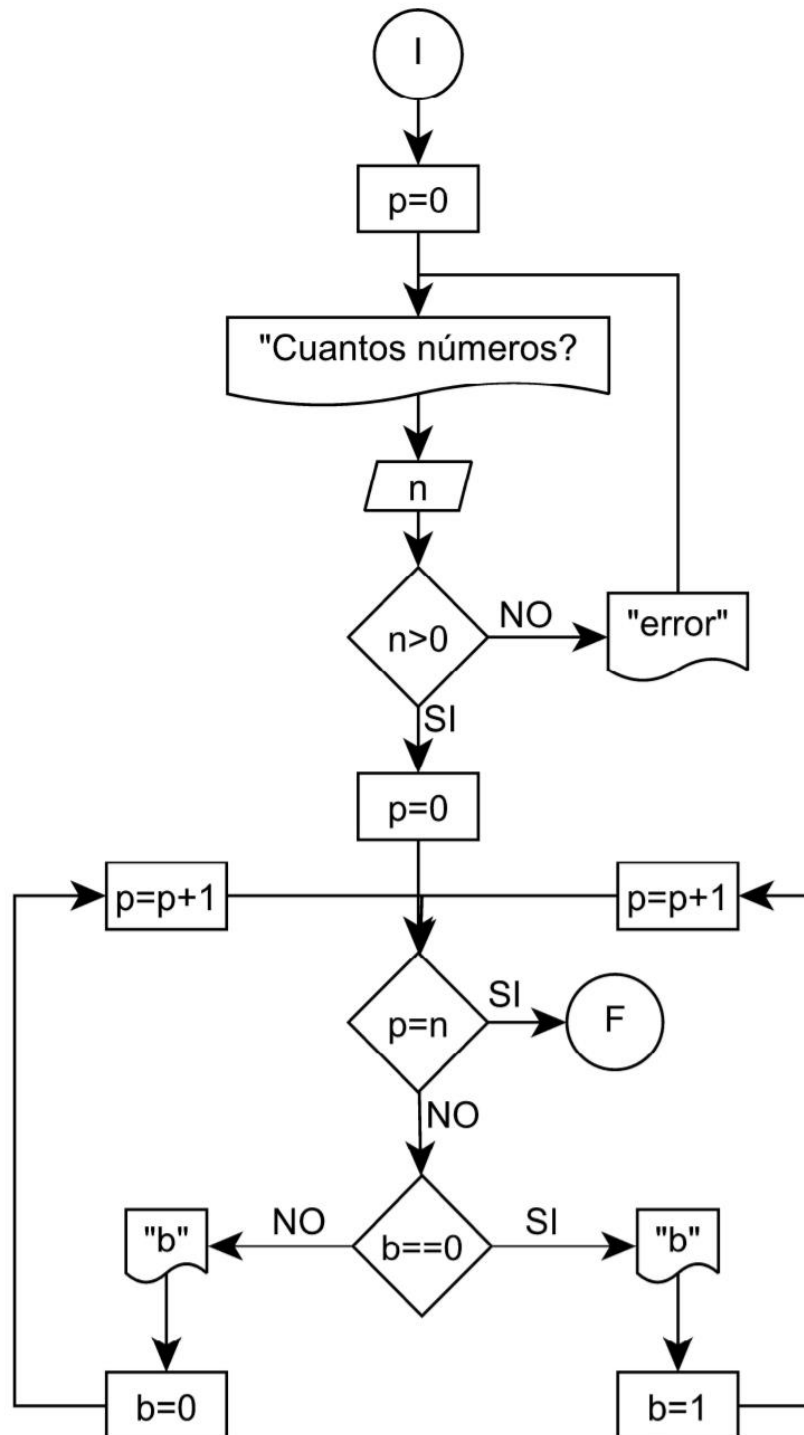 I
p=0
"Cuantos números?
n
n>0
NO
"error"
SI
p=0
p=p+1
p=p+1
p=n
SI
F
NO
"b"
NO
b==0
SI
"b"
b=0
b=1